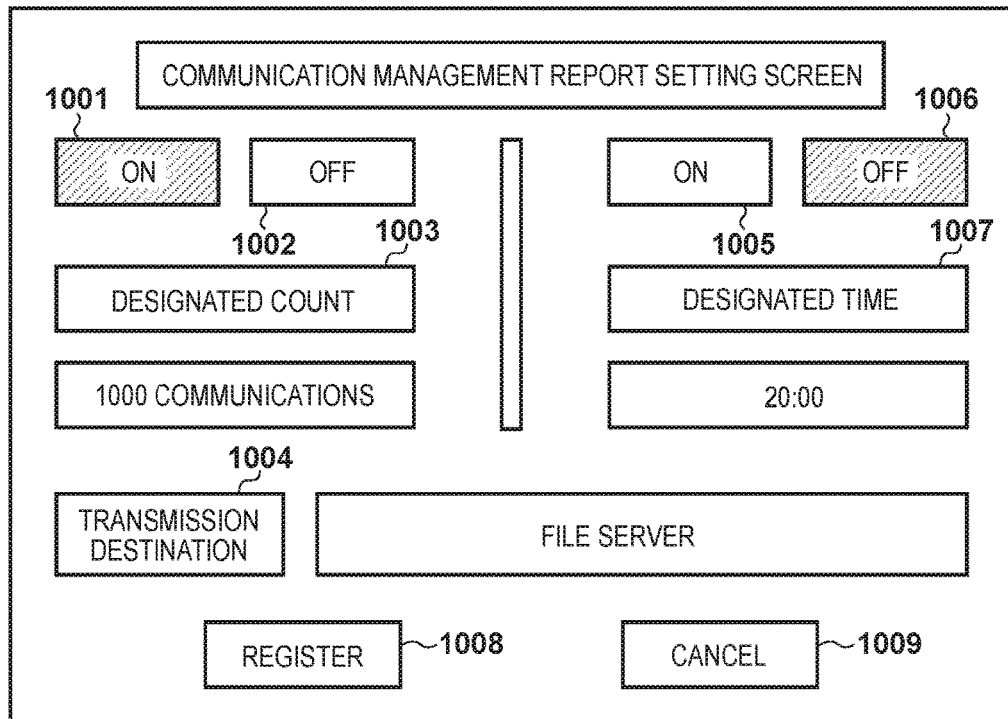 COMMUNICATION MANAGEMENT REPORT SETTING SCREEN
1001
1006
ON
OFF
ON
OFF
1002
1003
1005
1007
DESIGNATED COUNT
DESIGNATED TIME
1000 COMMUNICATIONS
20:00
1004
TRANSMISSION
DESTINATION
FILE SERVER
REGISTER
1008
CANCEL
1009